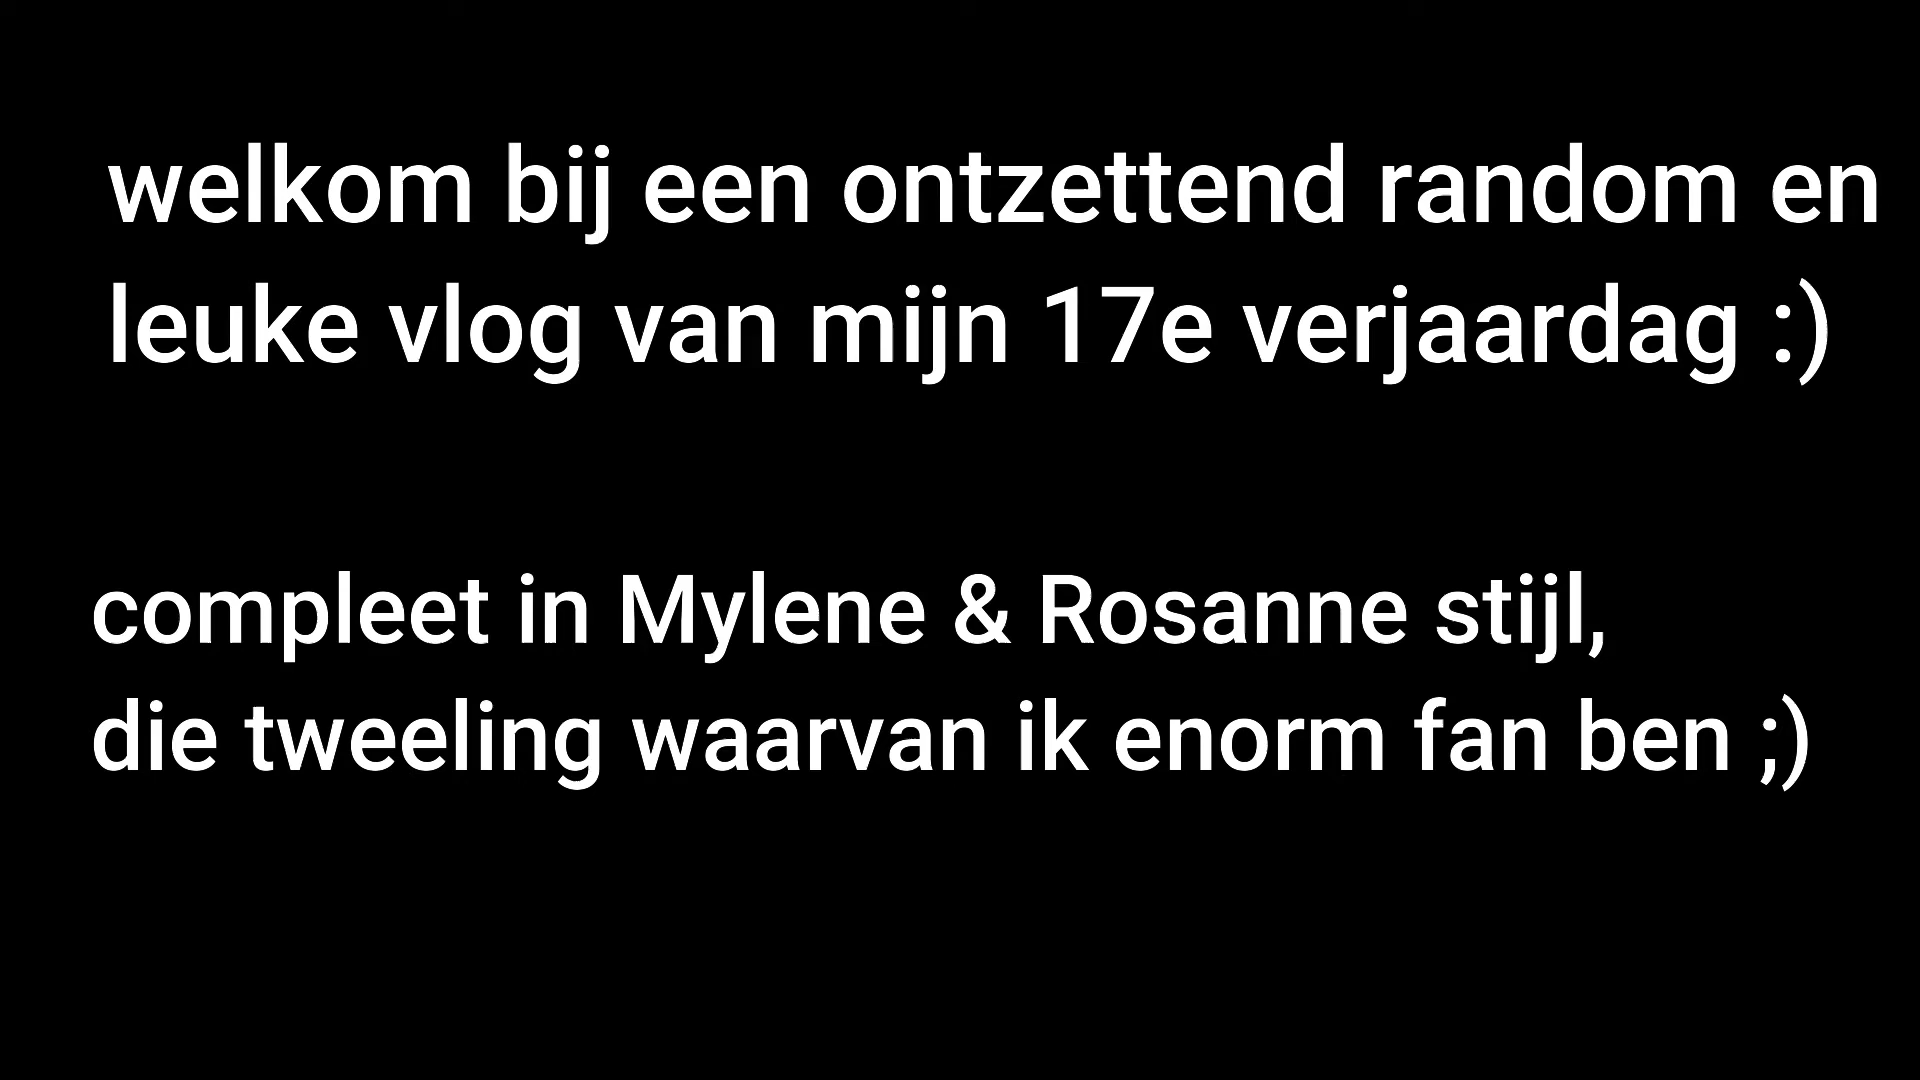 welkom bij een ontzettend random en
leuke vlog van mijn 17e verjaardag :)
compleet in Mylene & Rosanne stijl,
die tweeling waarvan ik enorm fan ben ;)